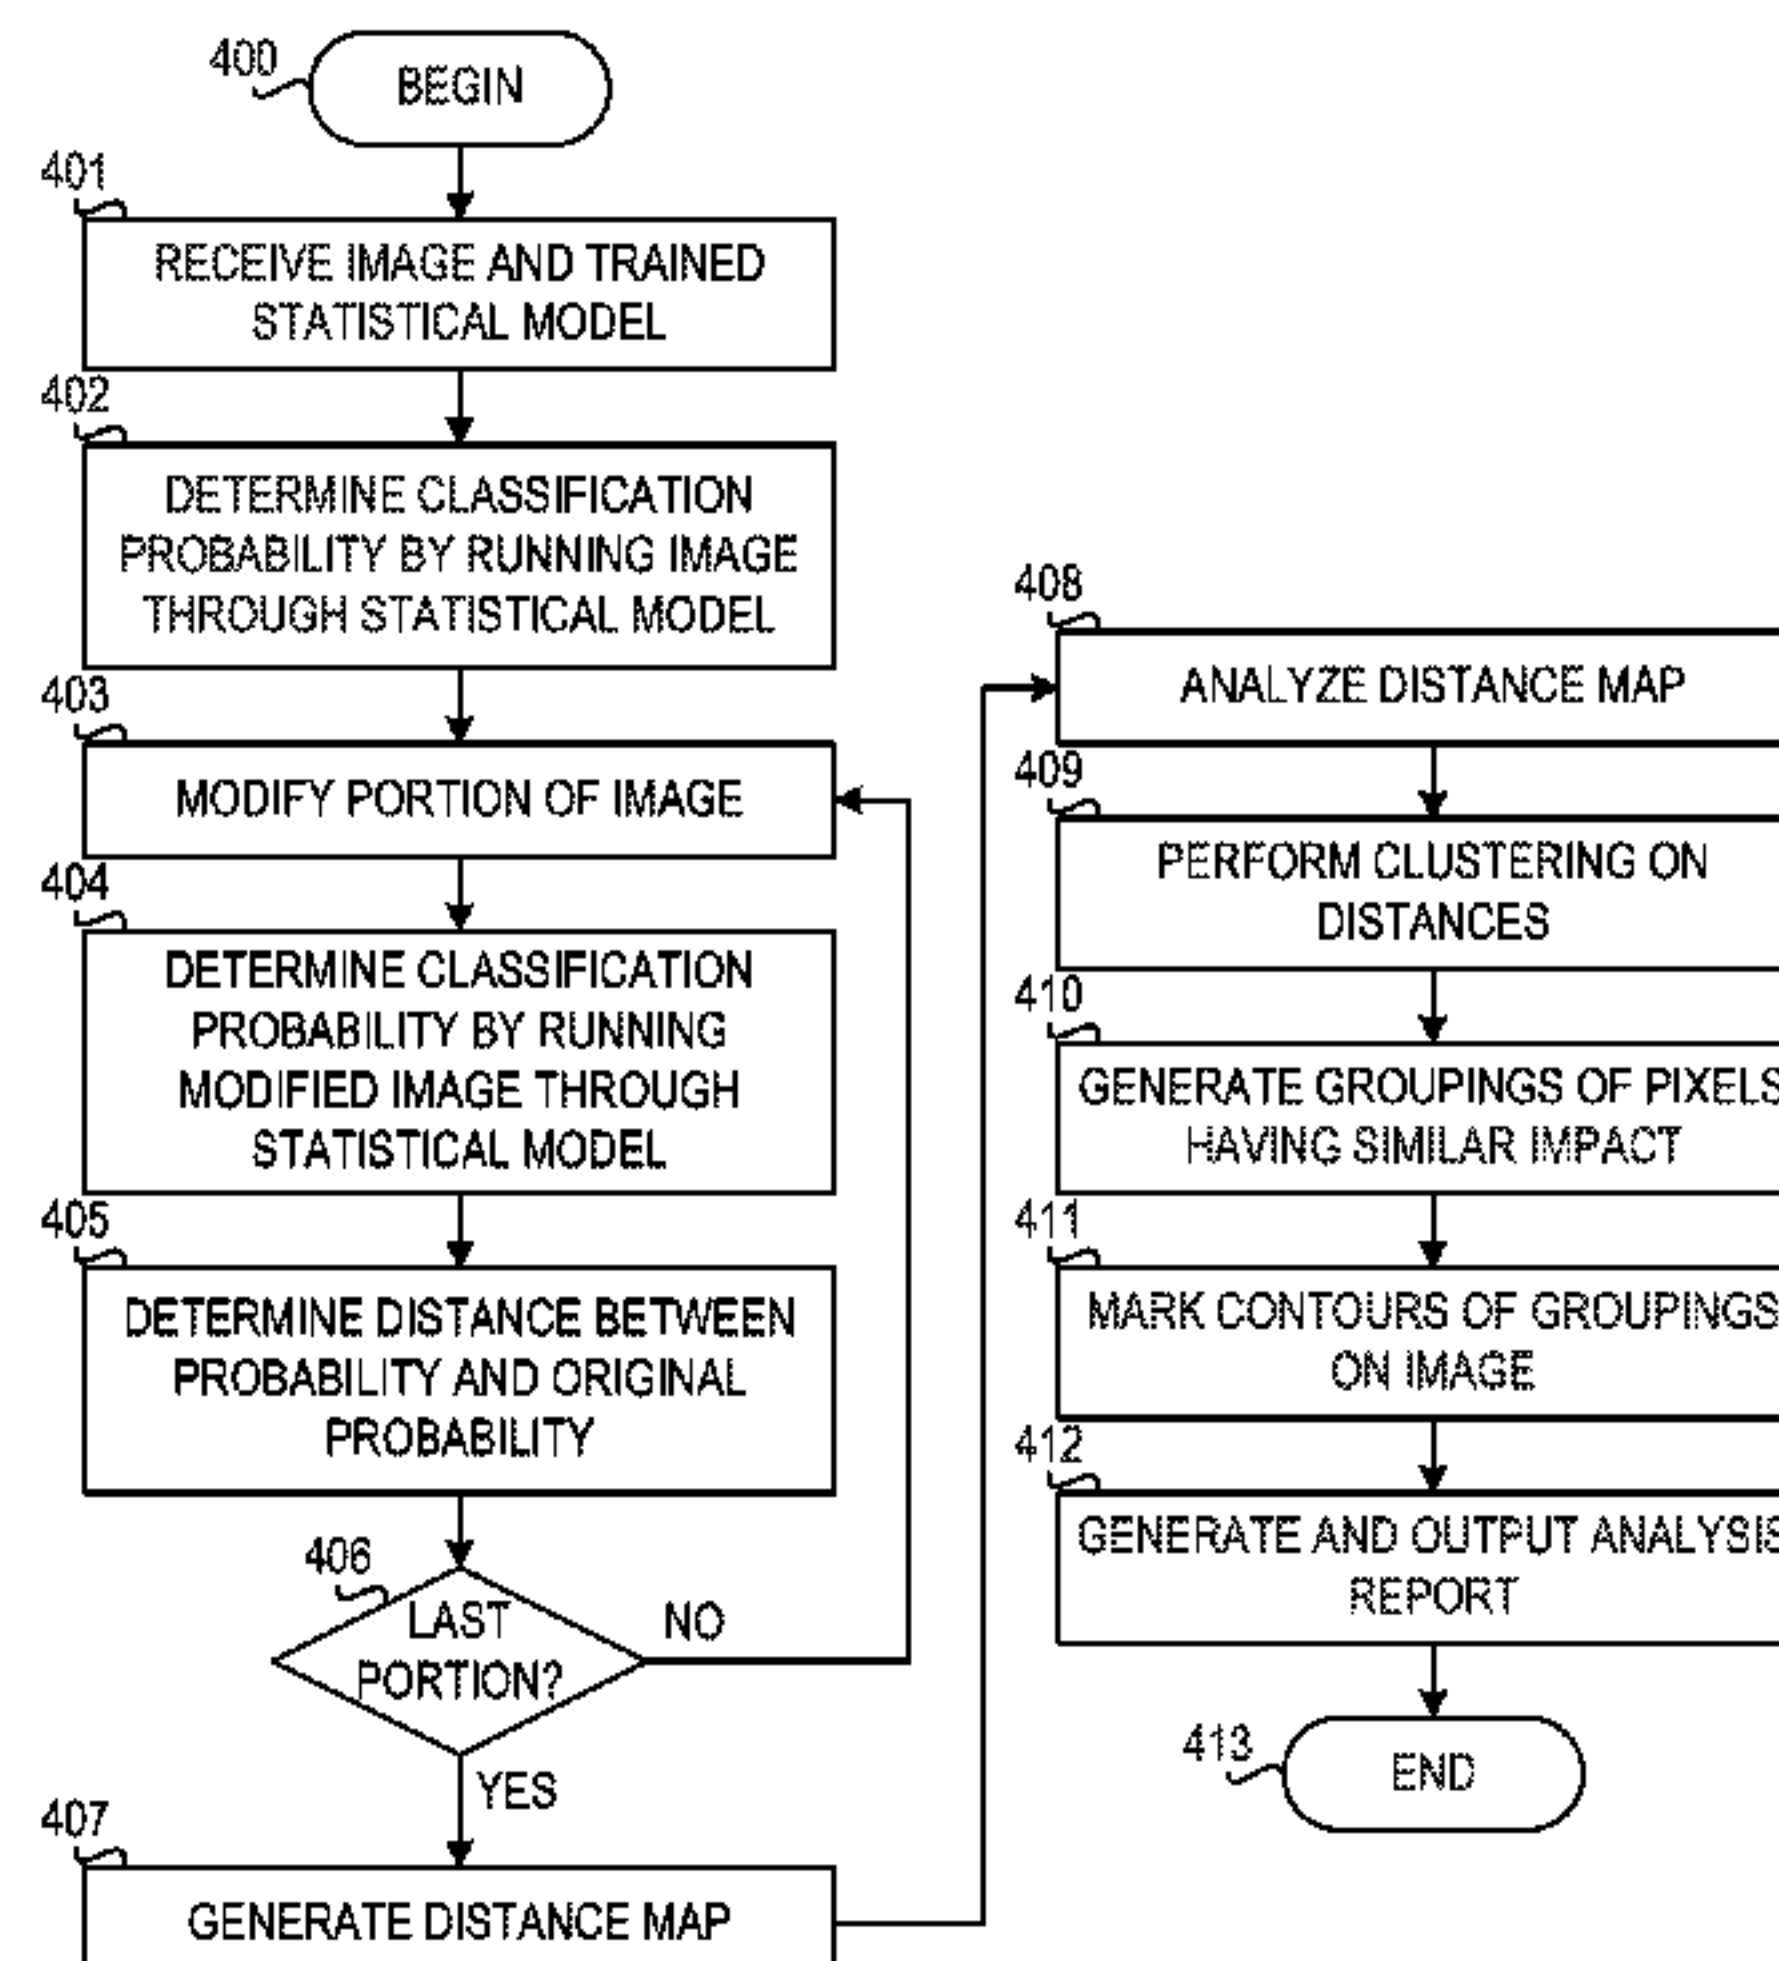 400
BEGIN
401
RECEIVE IMAGE AND TRAINED
STATISTICAL MODEL
402
DETERMINE CLASSIFICATION
PROBABILITY BY RUNNING IMAGE
THROUGH STATISTICAL MODEL
403
MODIFY PORTION OF IMAGE
404
DETERMINE CLASSIFICATION
PROBABILITY BY RUNNING
MODIFIED IMAGE THROUGH
STATISTICAL MODEL
405
DETERMINE DISTANCE BETWEEN
PROBABILITY AND ORIGINAL
PROBABILITY
406
LAST
PORTION?
NO
YES
407
GENERATE DISTANCE MAP
408
ANALYZE DISTANCE MAP
409
PERFORM CLUSTERING ON
DISTANCES
410
GENERATE GROUPINGS OF PIXELS
HAVING SIMILAR IMPACT
411
MARK CONTOURS OF GROUPINGS
ON IMAGE
412
GENERATE AND OUTPUT ANALYSIS
REPORT
413
END